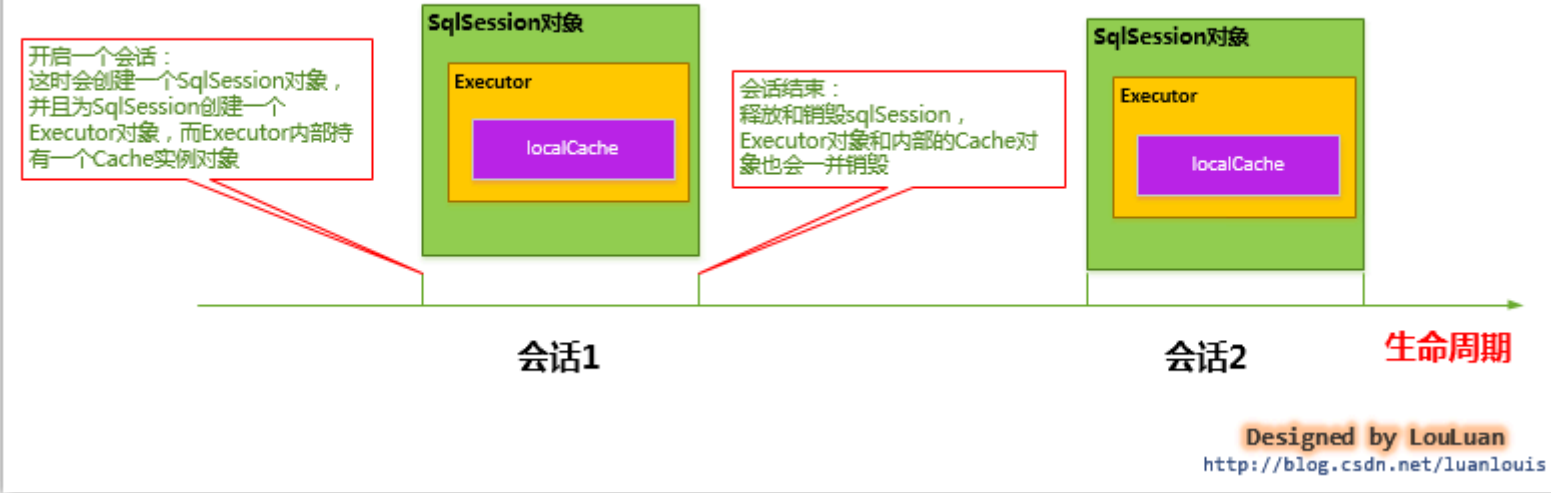 SqlSession对象
开启一个会话：
这时会创建一个SqlSession对象，
并且为SqlSession创建一个
Executor对象，而Executor内部持
有一个Cache实例对象
Executor
localCache
会话结束：
释放和销毁sqlSession，
Executor对象和内部的Cache对
象也会一并销毁
SqlSession对象
Executor
localCache
会话1
会话2
生命周期
Designed by LouLuan
http://blog.csdn.net/luanlouis